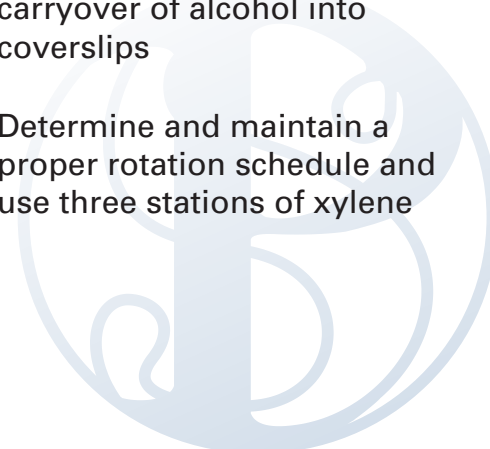 carryover of alcohol into
coverslips
Determine and maintain a
proper rotation schedule and
use three stations of xylene